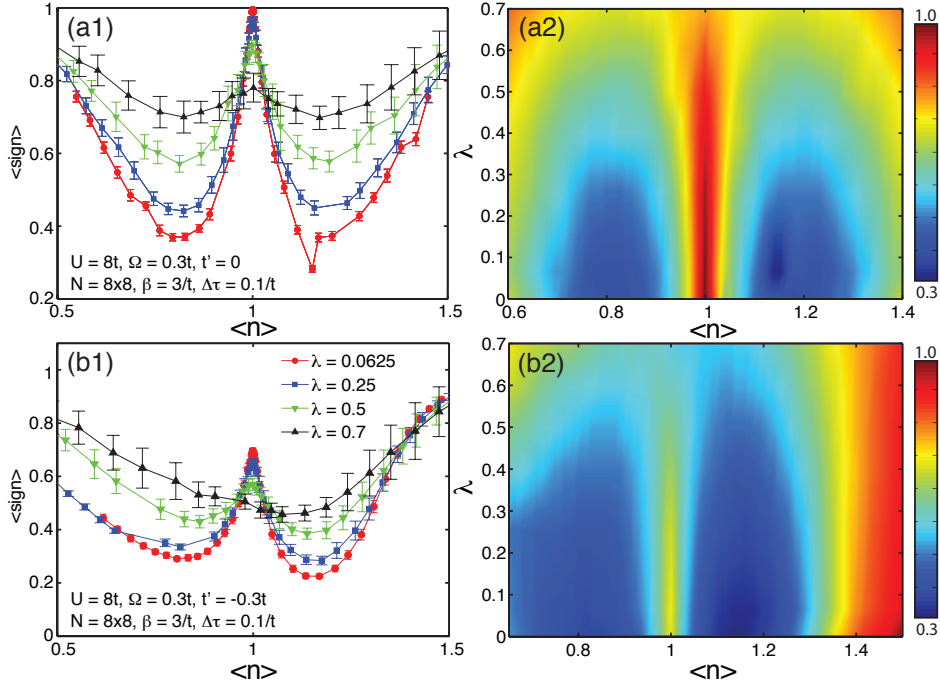 (a1)
1
0.8
0.6
0.4
0.2
<sign>
U = 8t, Ω = 0.3t, t' = 0
N = 8x8, β = 3/t, Δτ = 0.1/t
0.5
1
1.5
<n>
(a2)
0.7
0.6
0.5
0.4
0.3
0.2
0.1
0
λ
0.6
0.8
1
1.2
1.4
<n>
1.0
0.3
(b1)
1
0.8
0.6
0.4
0.2
0
<sign>
λ = 0.0625
λ = 0.25
λ = 0.5
λ = 0.7
U = 8t, Ω = 0.3t, t' = -0.3t
N = 8x8, β = 3/t, Δτ = 0.1/t
0.5
1
1.5
<n>
(b2)
0.7
0.6
0.5
0.4
0.3
0.2
0.1
0
λ
0.8
1
1.2
1.4
<n>
1.0
0.3